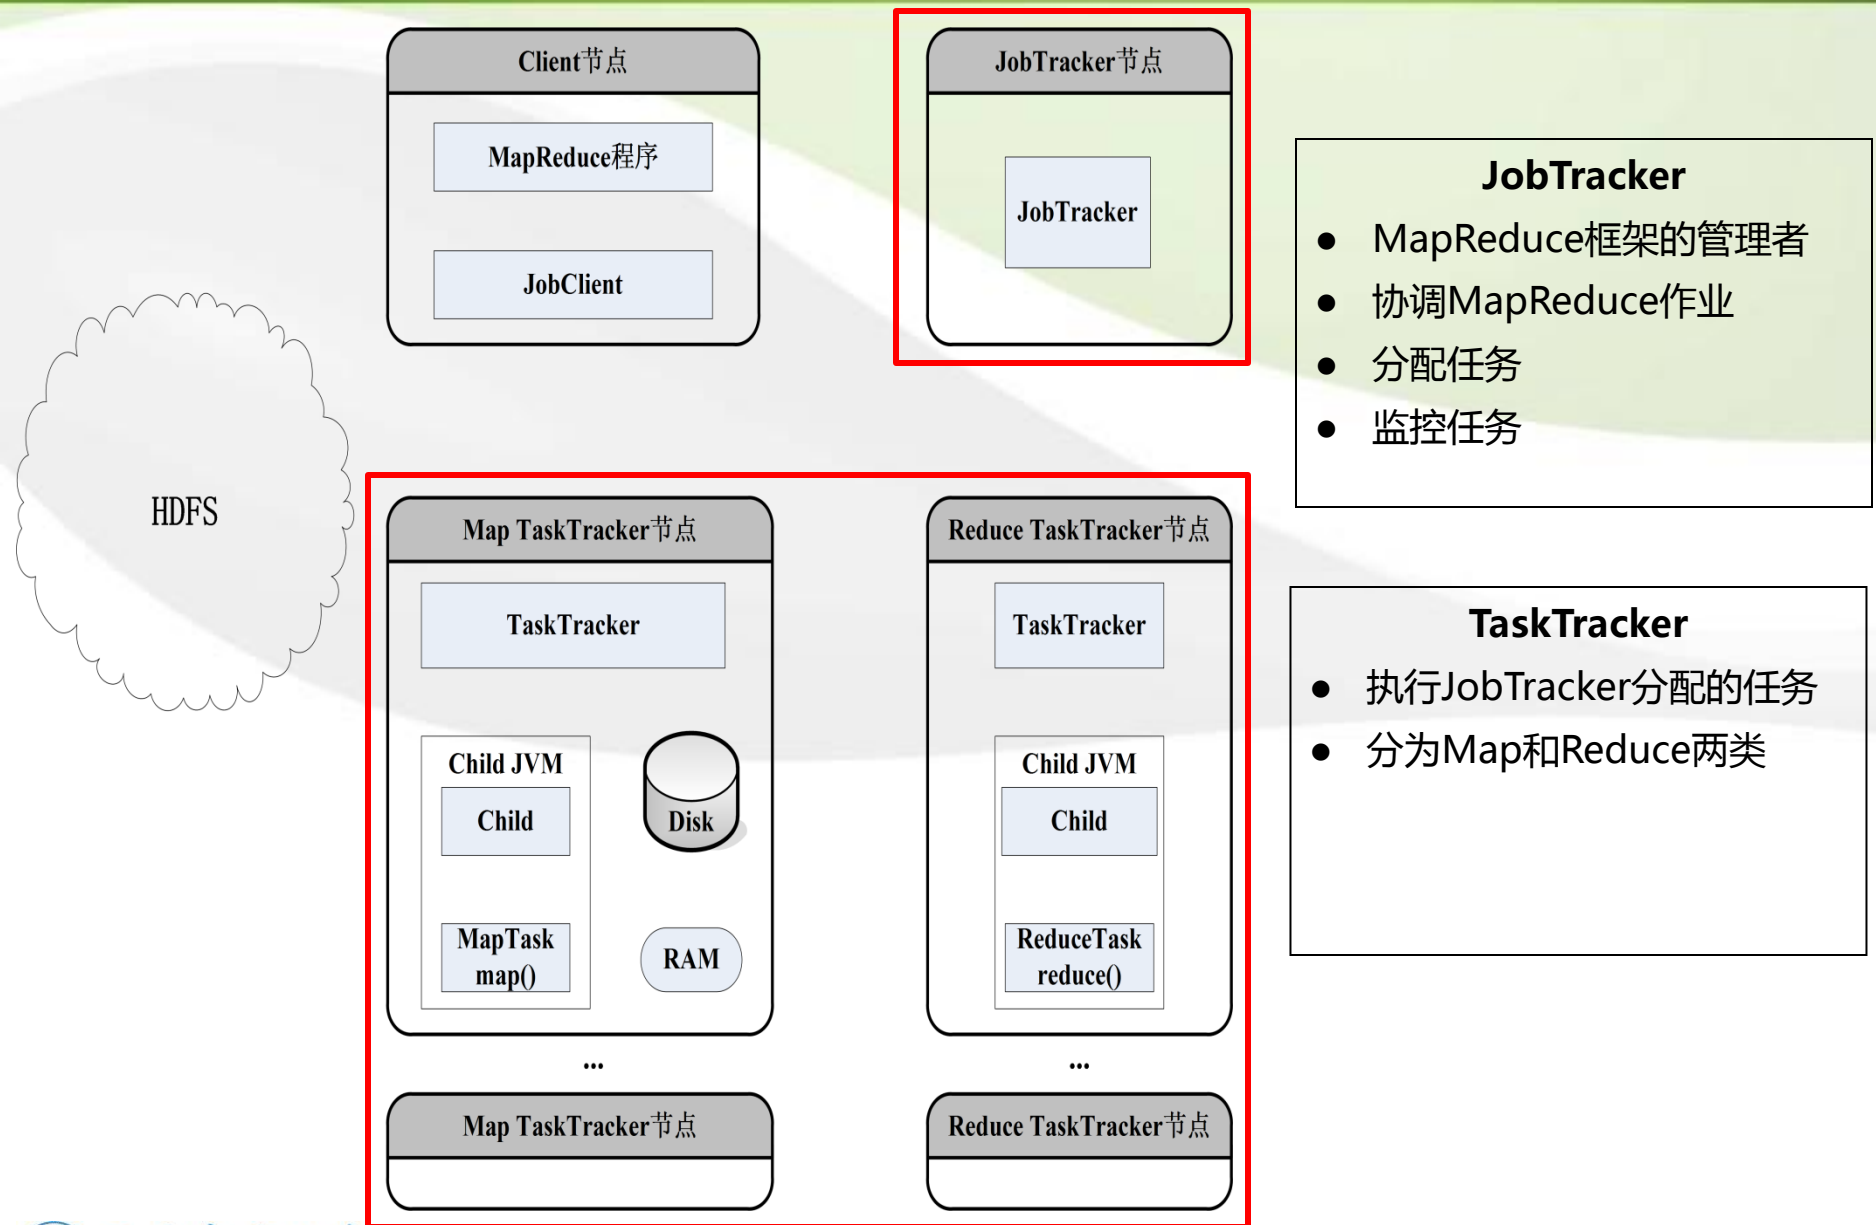 Client节点
MapReduce程序
JobClient
JobTracker节点
JobTracker
JobTracker
● MapReduce框架的管理者
● 协调MapReduce作业
● 分配任务
● 监控任务
HDFS
Map TaskTracker节点
TaskTracker
Child JVM
Child
MapTask
map()
Disk
RAM
...
Map TaskTracker节点
Reduce TaskTracker节点
TaskTracker
Child JVM
Child
ReduceTask
reduce()
...
Reduce TaskTracker节点
TaskTracker
● 执行JobTracker分配的任务
● 分为Map和Reduce两类